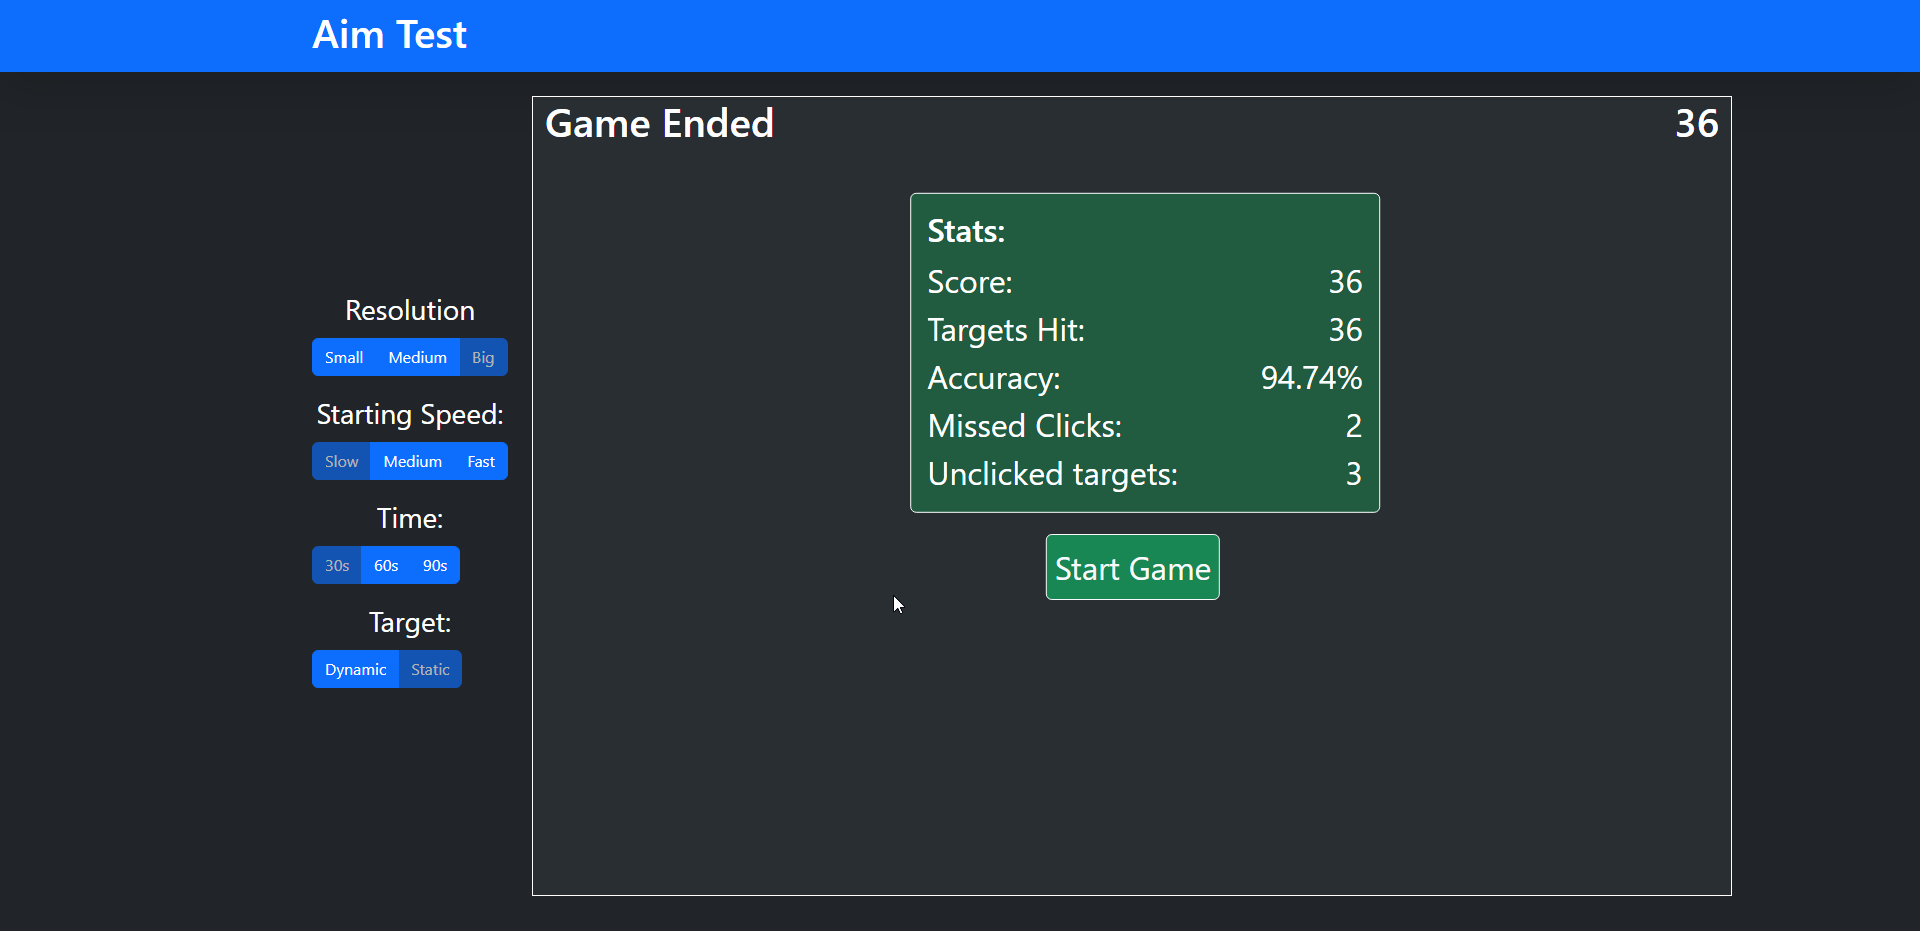 Aim Test
Game Ended 36
Stats:
Score: 36
Targets Hit: 36
Accuracy: 94.74%
Missed Clicks: 2
Unclicked targets: 3
Start Game
Resolution
Small Medium Big
Starting Speed:
Slow Medium Fast
Time:
30s 60s 90s
Target:
Dynamic Static